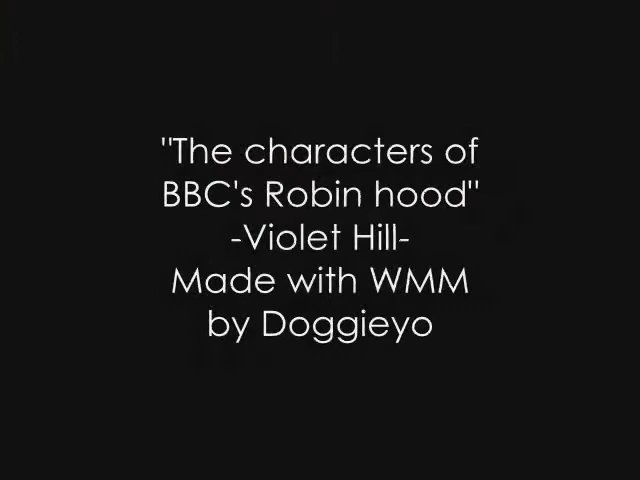 "The characters of
BBC's Robin hood"
-Violet Hill-
Made with WMM
by Doggieyo